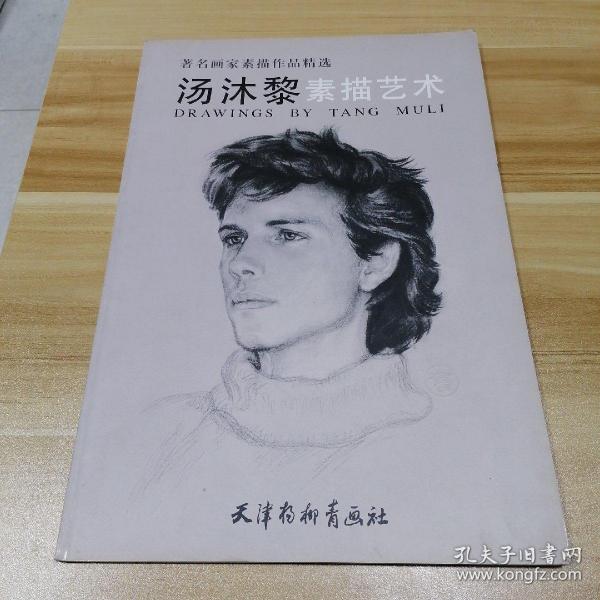 著名画家素描作品精选
汤沐黎素描艺术
DRAWINGS BY TANG MULI
天津杨柳青画社
孔夫子旧书网
www.kongfz.com